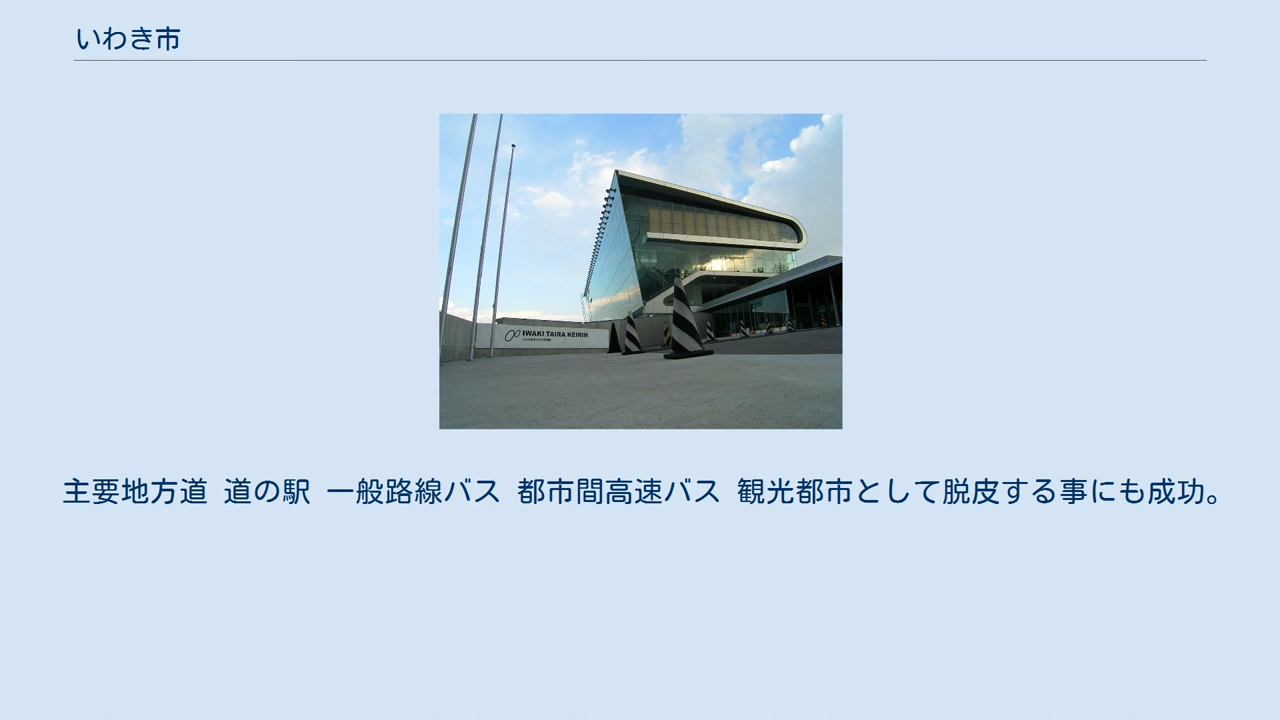 いわき市
IWAKI TAIRA KEIRIN
主要地方道 道の駅 一般路線バス 都市間高速バス 観光都市として脱皮する事にも成功。